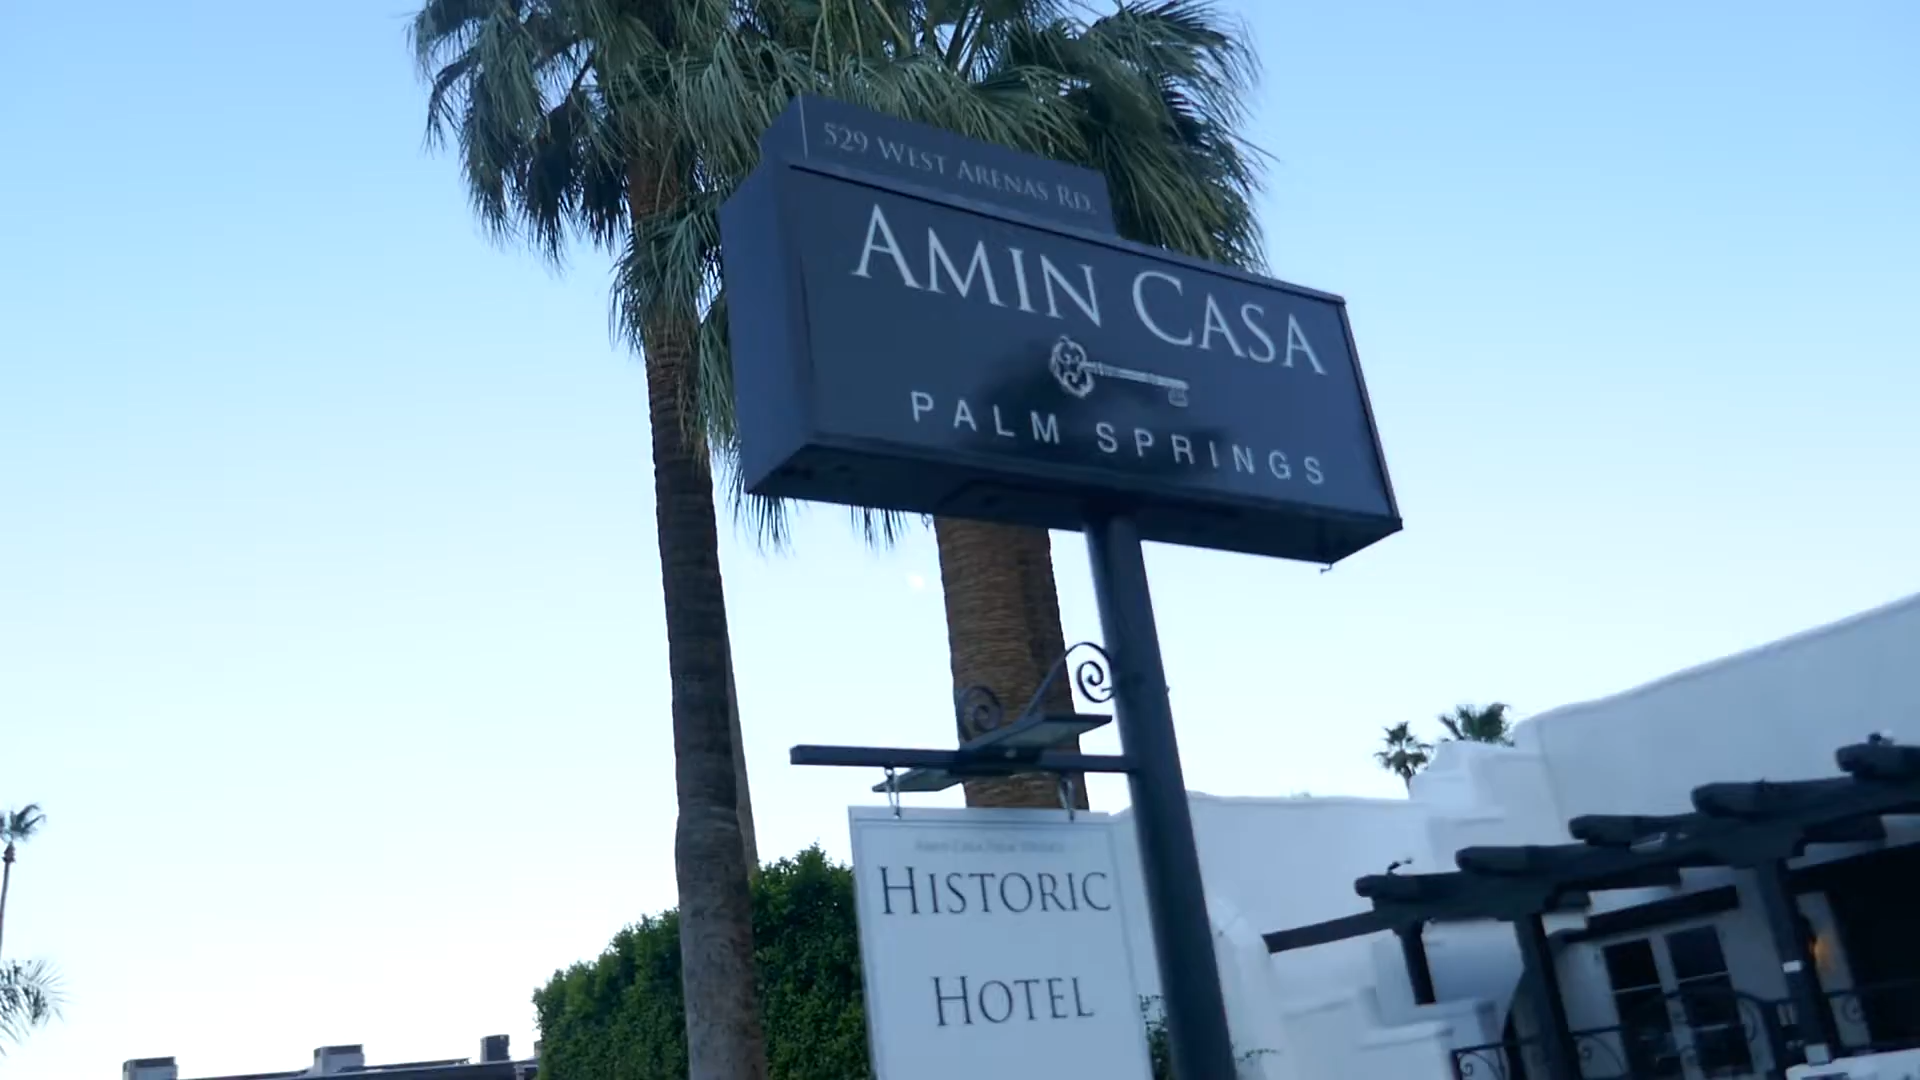 529 WEST ARENAS RD.
AMIN CASA
PALM SPRINGS
HISTORIC
HOTEL